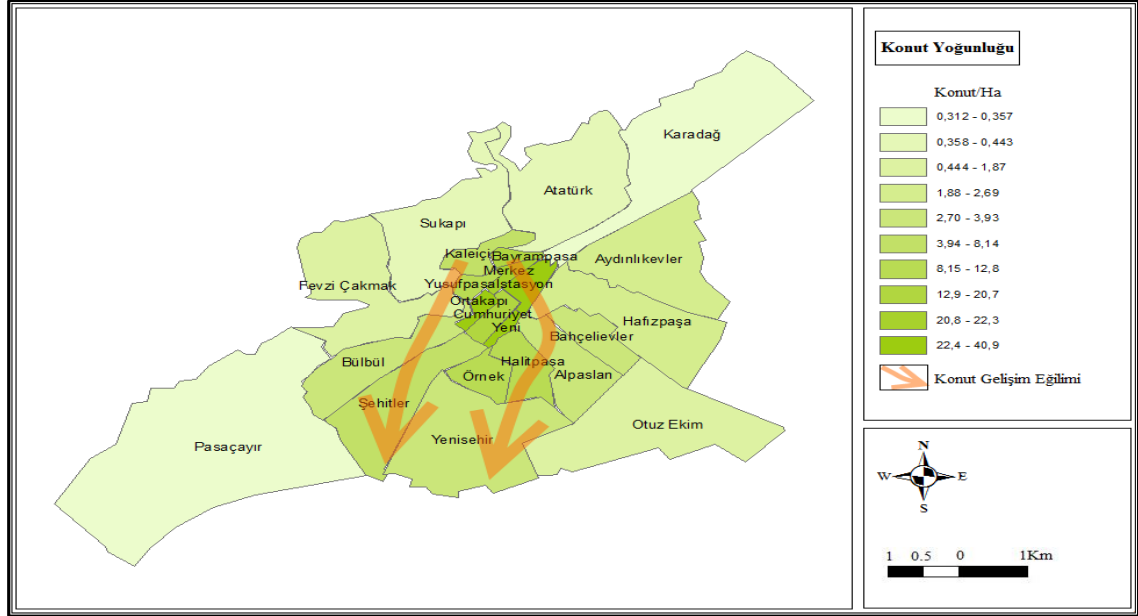 Karadağ
Atatürk
Sukapı
Kaleiçi
Bayrampaşa
Merkez
Aydınlıkevler
Fevzi Çakmak
Yusufpaşa
İstasyon
Ortakapı
Cumhuriyet
Yeni
Hafızpaşa
Bahçelievler
Bülbül
Halitpaşa
Örnek
Alpaslan
Şehitler
Yenisehir
Otuz Ekim
Pasaçayır
Konut Yoğunluğu
Konut/Ha
0,312 - 0,357
0,358 - 0,443
0,444 - 1,87
1,88 - 2,69
2,70 - 3,93
3,94 - 8,14
8,15 - 12,8
12,9 - 20,7
20,8 - 22,3
22,4 - 40,9
Konut Gelişim Eğilimi
N
W
E
S
1 0.5 0 1Km